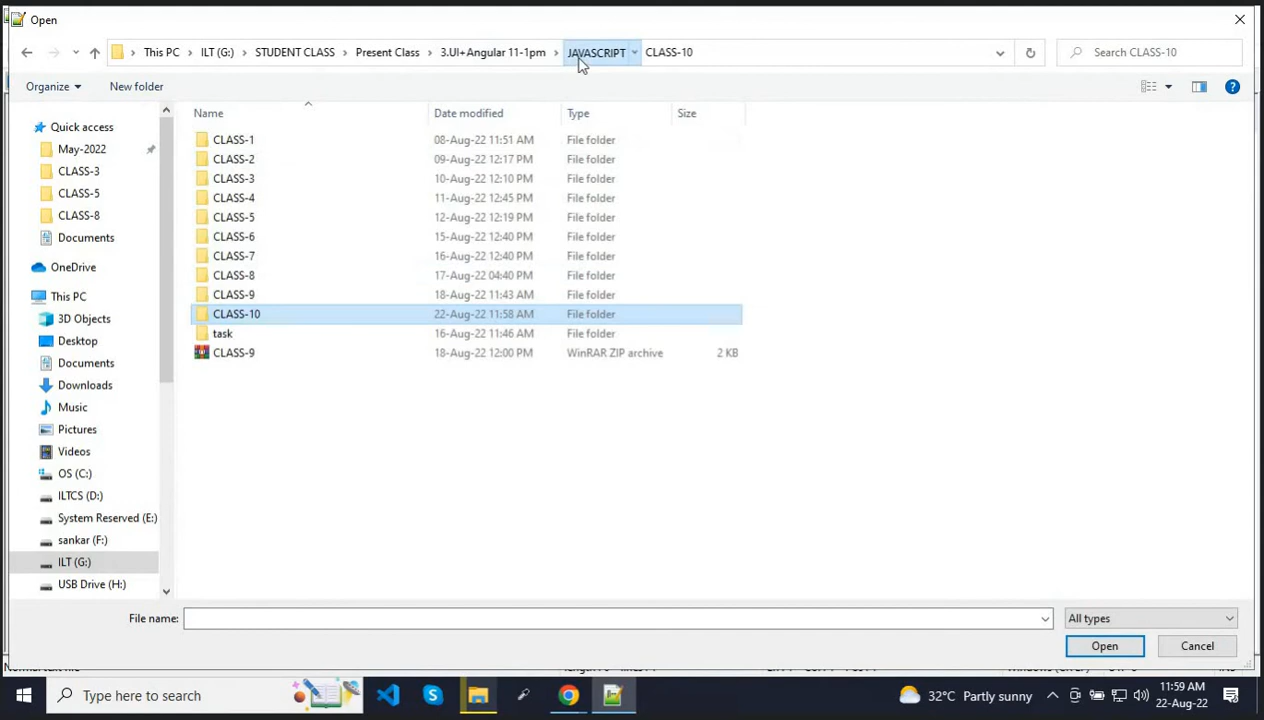 Open
This PC
ILT (G:)
STUDENT CLASS
Present Class
3.UI+Angular 11-1pm
JAVASCRIPT
CLASS-10
Search CLASS-10
Organize
New folder
Name
Date modified
Type
Size
Quick access
May-2022
CLASS-3
CLASS-5
CLASS-8
Documents
OneDrive
This PC
3D Objects
Desktop
Documents
Downloads
Music
Pictures
Videos
OS (C:)
ILTCS (D:)
System Reserved (E:)
sankar (F:)
ILT (G:)
USB Drive (H:)
CLASS-1 08-Aug-22 11:51 AM File folder
CLASS-2 09-Aug-22 12:17 PM File folder
CLASS-3 10-Aug-22 12:10 PM File folder
CLASS-4 11-Aug-22 12:45 PM File folder
CLASS-5 12-Aug-22 12:19 PM File folder
CLASS-6 15-Aug-22 12:40 PM File folder
CLASS-7 16-Aug-22 12:40 PM File folder
CLASS-8 17-Aug-22 04:40 PM File folder
CLASS-9 18-Aug-22 11:43 AM File folder
CLASS-10 22-Aug-22 11:58 AM File folder
task 16-Aug-22 11:46 AM File folder
CLASS-9 18-Aug-22 12:00 PM WinRAR ZIP archive 2 KB
File name:
All types
Open
Cancel
Type here to search
32°C Partly sunny
11:59 AM
22-Aug-22